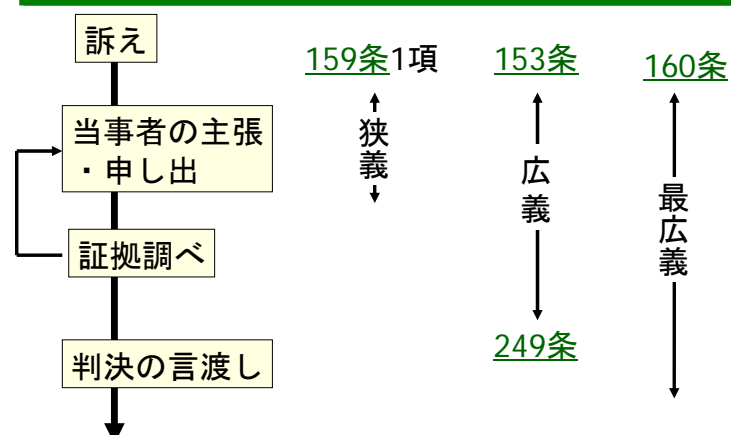 訴え
当事者の主張
・申し出
証拠調べ
判決の言渡し
159条1項
狭義
153条
広義
249条
160条
最広義